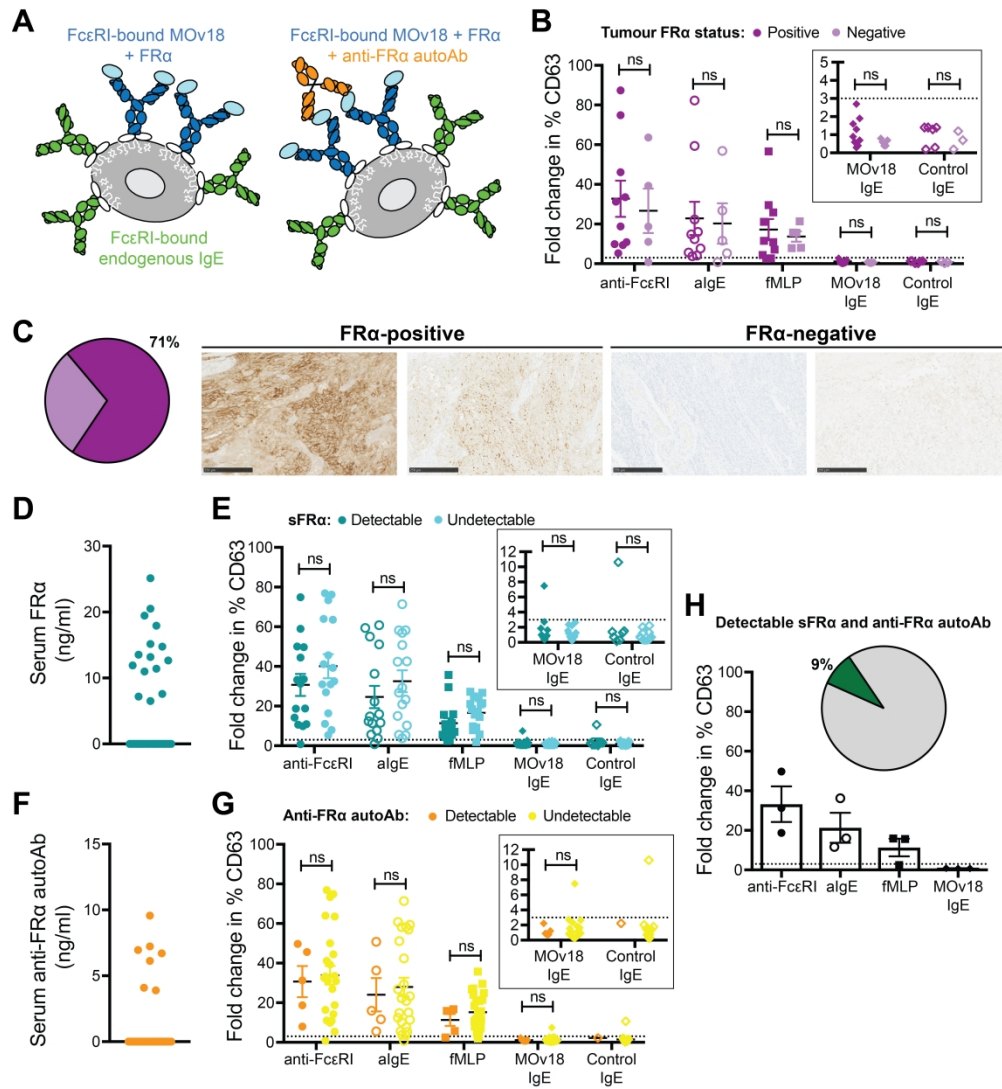 A
FcεRI-bound MOv18
+ FRα
FcεRI-bound MOv18 + FRα
+ anti-FRα autoAb
FcεRI-bound
endogenous IgE
B
Tumour FRα status: Positive Negative
Fold change in % CD63
100
80
60
40
20
0
ns
ns
ns
anti-FcεRI
aIgE
fMLP
MOv18
IgE
Control
IgE
5
4
3
2
1
0
ns
ns
MOv18
IgE
Control
IgE
C
71%
FRα-positive
FRα-negative
D
Serum FRα
(ng/ml)
30
20
10
0
E
sFRα: Detectable Undetectable
Fold change in % CD63
100
80
60
40
20
0
ns
ns
ns
ns
ns
anti-FcεRI
aIgE
fMLP
MOv18
IgE
Control
IgE
12
10
8
6
4
2
0
ns
ns
MOv18
IgE
Control
IgE
F
Serum anti-FRα autoAb
(ng/ml)
15
10
5
0
G
Anti-FRα autoAb: Detectable Undetectable
Fold change in % CD63
100
80
60
40
20
0
ns
ns
ns
ns
anti-FcεRI
aIgE
fMLP
MOv18
IgE
Control
IgE
12
10
8
6
4
2
0
ns
MOv18
IgE
Control
IgE
H
Detectable sFRα and anti-FRα autoAb
9%
Fold change in % CD63
100
80
60
40
20
0
anti-FcεRI
aIgE
fMLP
MOv18
IgE